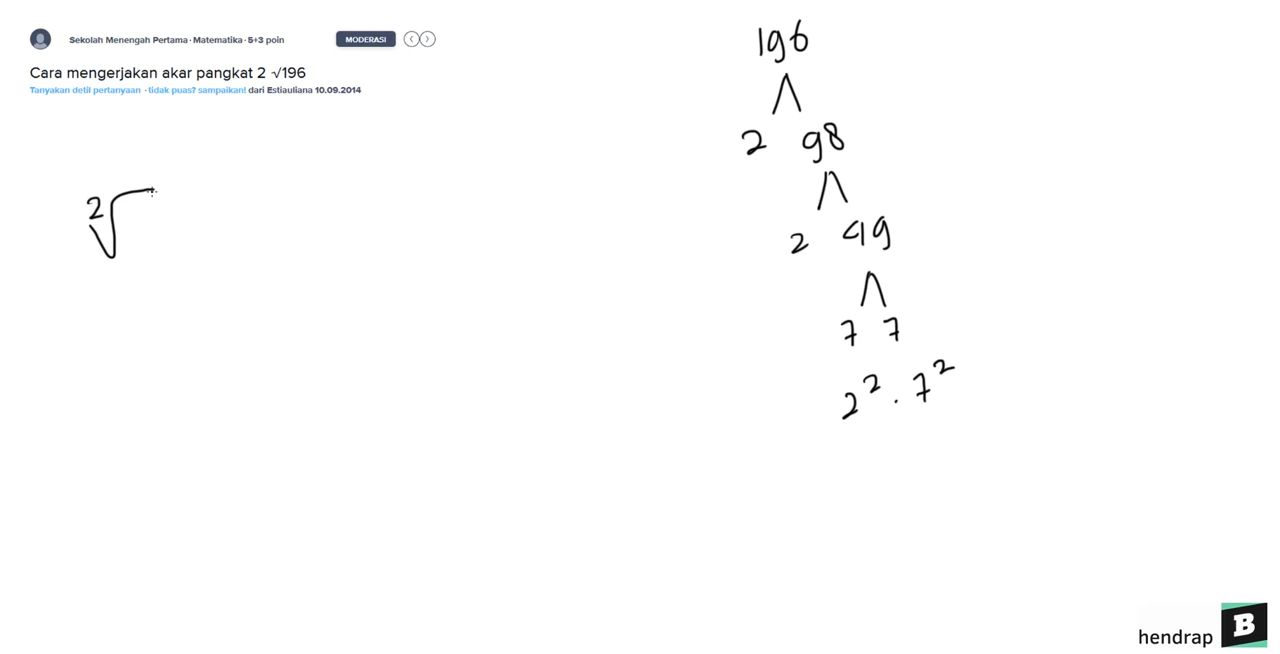 Sekolah Menengah Pertama · Matematika · 5+3 poin
MODERASI
Cara mengerjakan akar pangkat 2 √196
Tanyakan detil pertanyaan · tidak puas? sampaikan! dari Estiauliana 10.09.2014
2√
196
2 98
2 49
7 7
2² . 7²
hendrap B